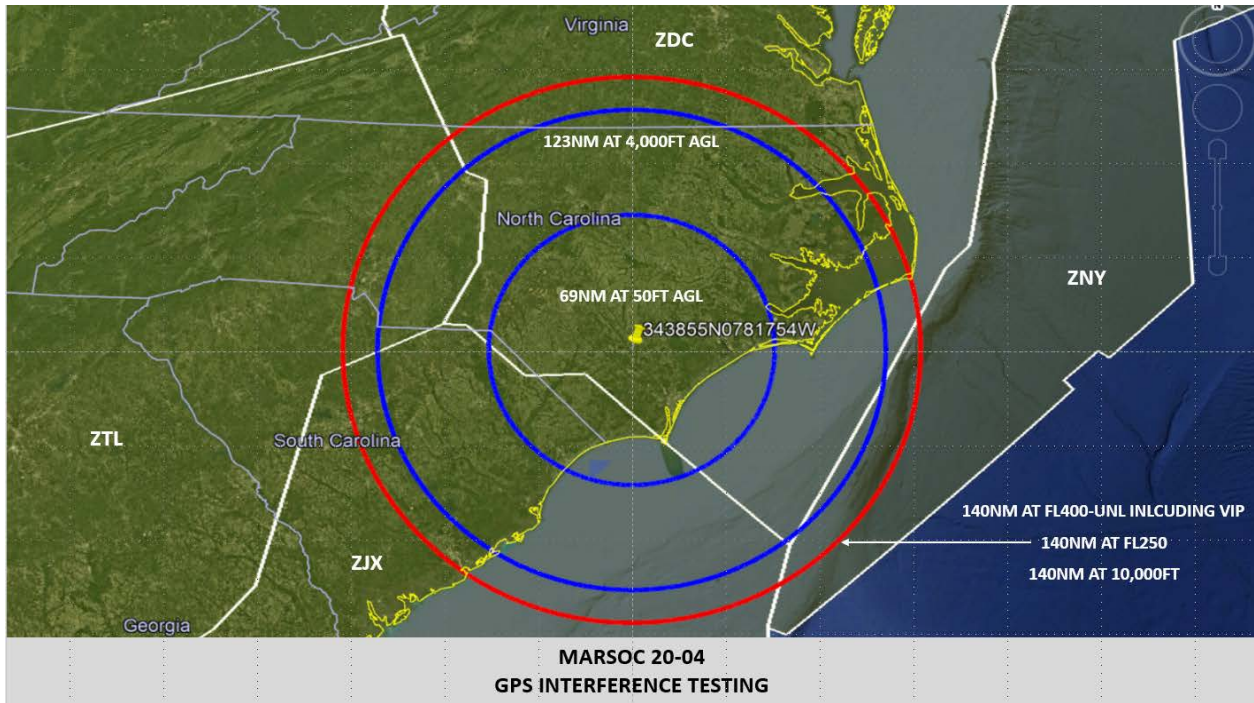 Virginia
ZDC
123NM AT 4,000FT AGL
North Carolina
ZNY
69NM AT 50FT AGL
343855N0781754W
ZTL
South Carolina
140NM AT FL400-UNL INLCUDING VIP
140NM AT FL250
ZJX
140NM AT 10,000FT
Georgia
MARSOC 20-04
GPS INTERFERENCE TESTING